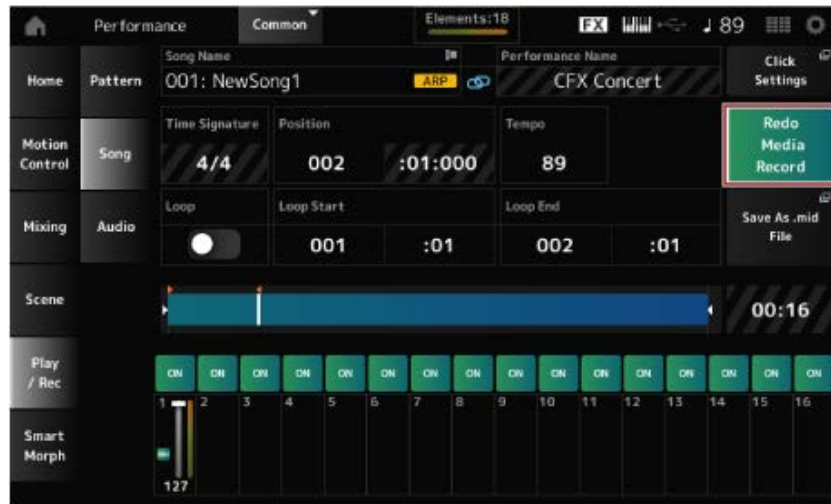 Performance
Common
Elements:18
FX
♩ 89
Home
Pattern
Song Name
001: NewSong1
ARP
Performance Name
CFX Concert
Click
Settings
Motion
Control
Song
Time Signature
4/4
Position
002
:01:000
Tempo
89
Redo
Media
Record
Mixing
Audio
Loop
Loop Start
001
:01
Loop End
002
:01
Save As .mid
File
Scene
00:16
Play
/ Rec
ON ON ON ON ON ON ON ON ON ON ON ON ON ON ON ON
1 2 3 4 5 6 7 8 9 10 11 12 13 14 15 16
127
Smart
Morph